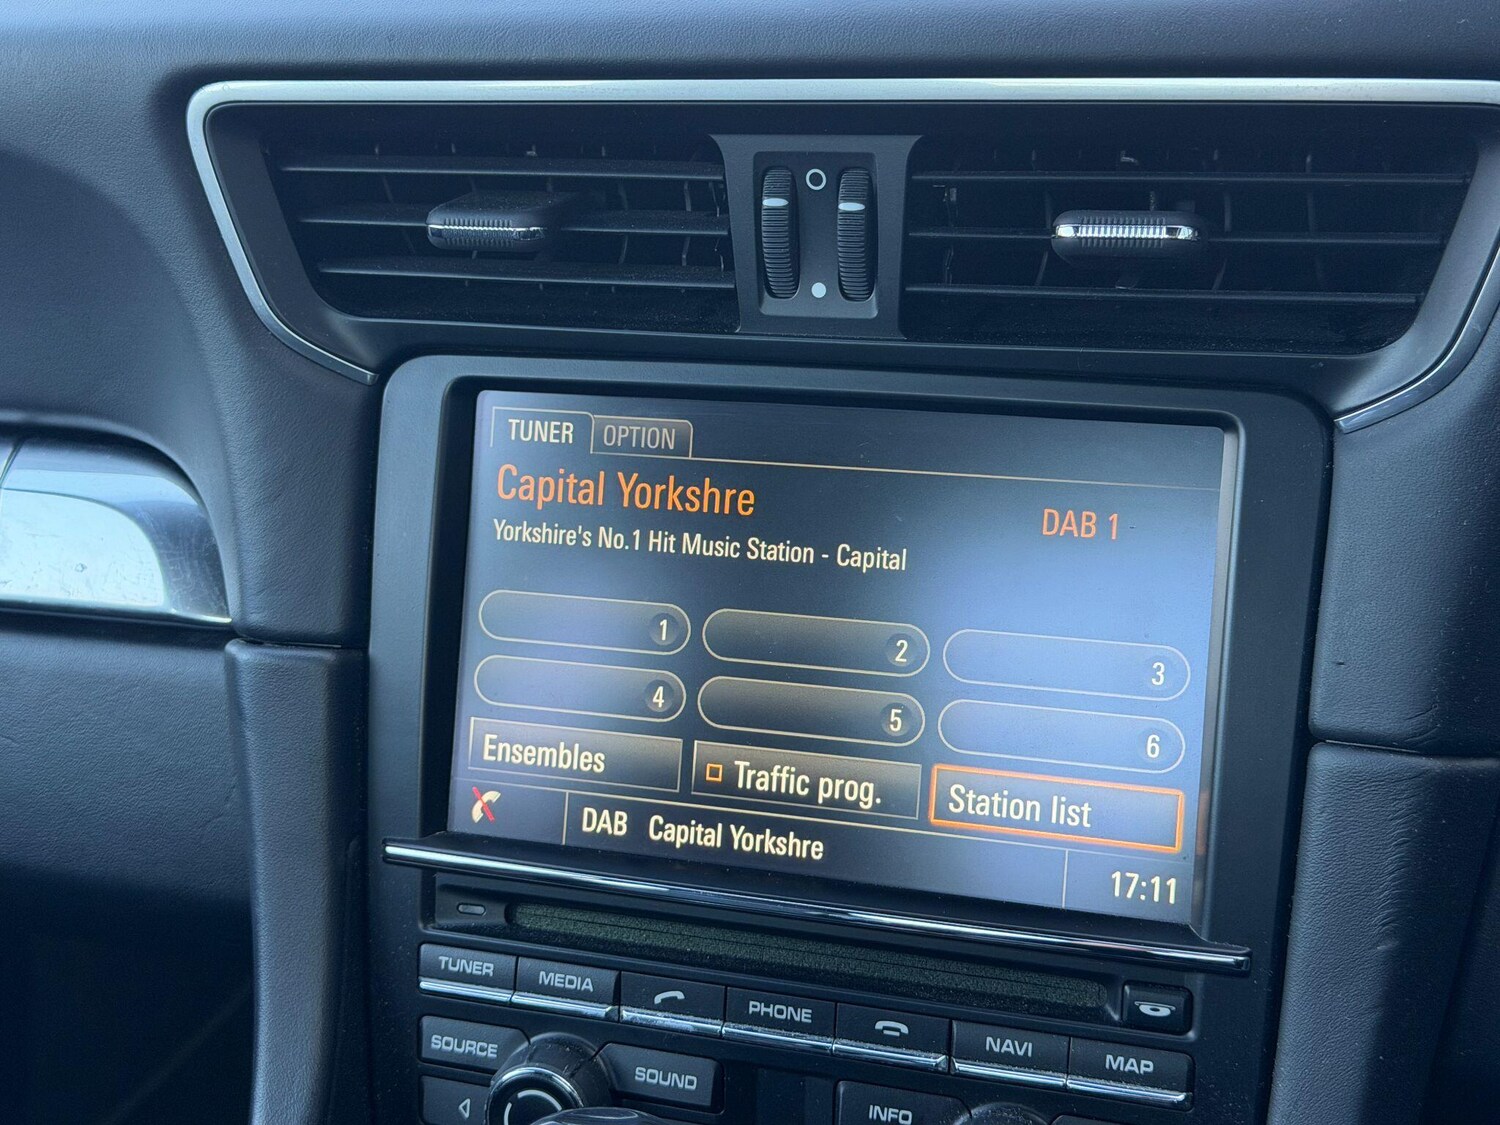 TUNER OPTION
Capital Yorkshre
DAB 1
Yorkshire's No.1 Hit Music Station - Capital
1 2 3
4 5 6
Ensembles Traffic prog. Station list
DAB Capital Yorkshre
17:11
TUNER MEDIA PHONE NAVI MAP
SOURCE SOUND
INFO